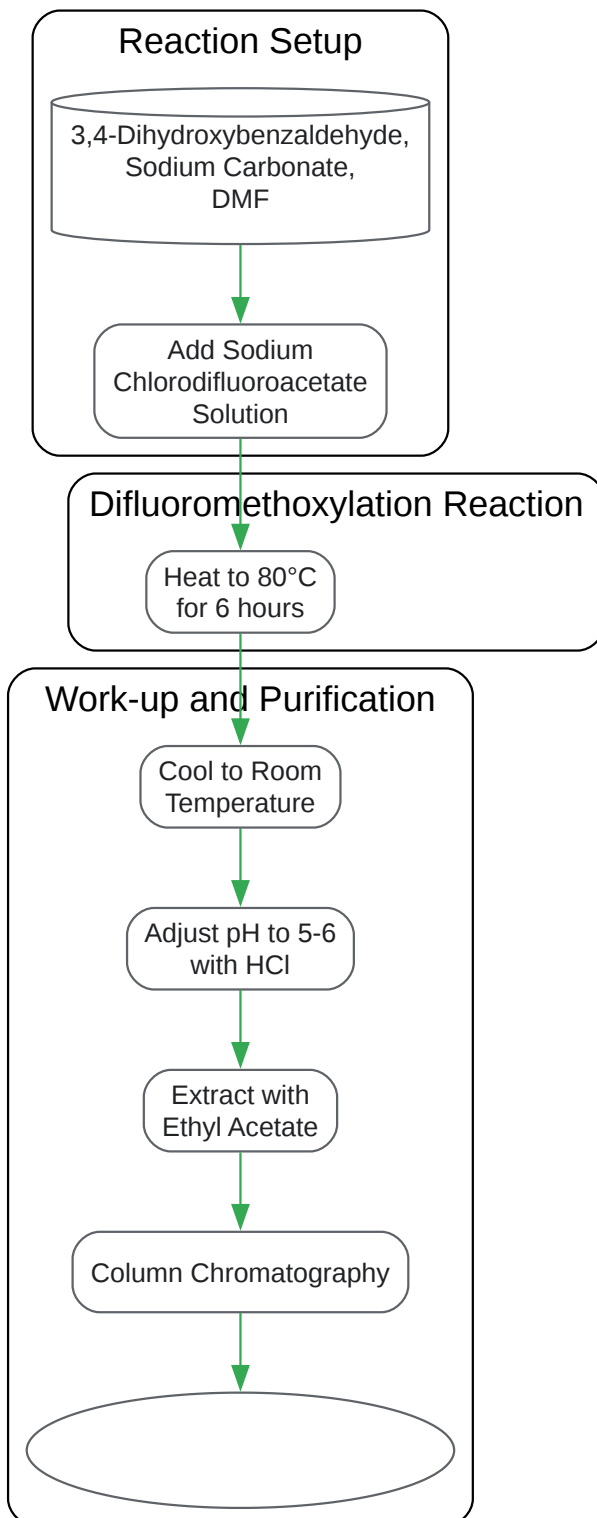 Reaction Setup
3,4-Dihydroxybenzaldehyde,
Sodium Carbonate,
DMF
Add Sodium
Chlorodifluoroacetate
Solution
Difluoromethoxylation Reaction
Heat to 80°C
for 6 hours
Work-up and Purification
Cool to Room
Temperature
Adjust pH to 5-6
with HCl
Extract with
Ethyl Acetate
Column Chromatography